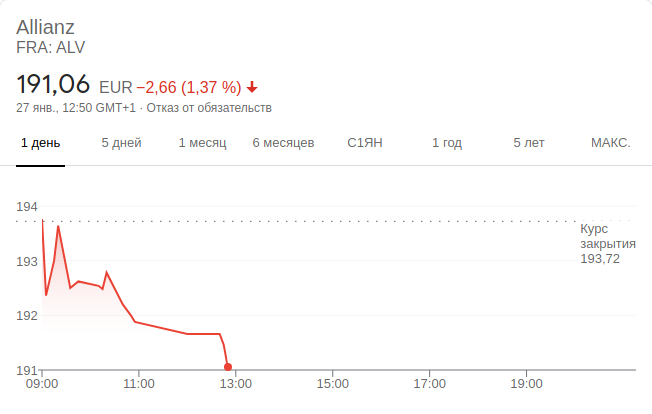 Allianz
FRA: ALV
191,06 EUR −2,66 (1,37 %)
27 янв., 12:50 GMT+1 · Отказ от обязательств
1 день 5 дней 1 месяц 6 месяцев С1ЯН 1 год 5 лет МАКС.
194
Курс
закрытия
193,72
193
192
191
09:00 11:00 13:00 15:00 17:00 19:00